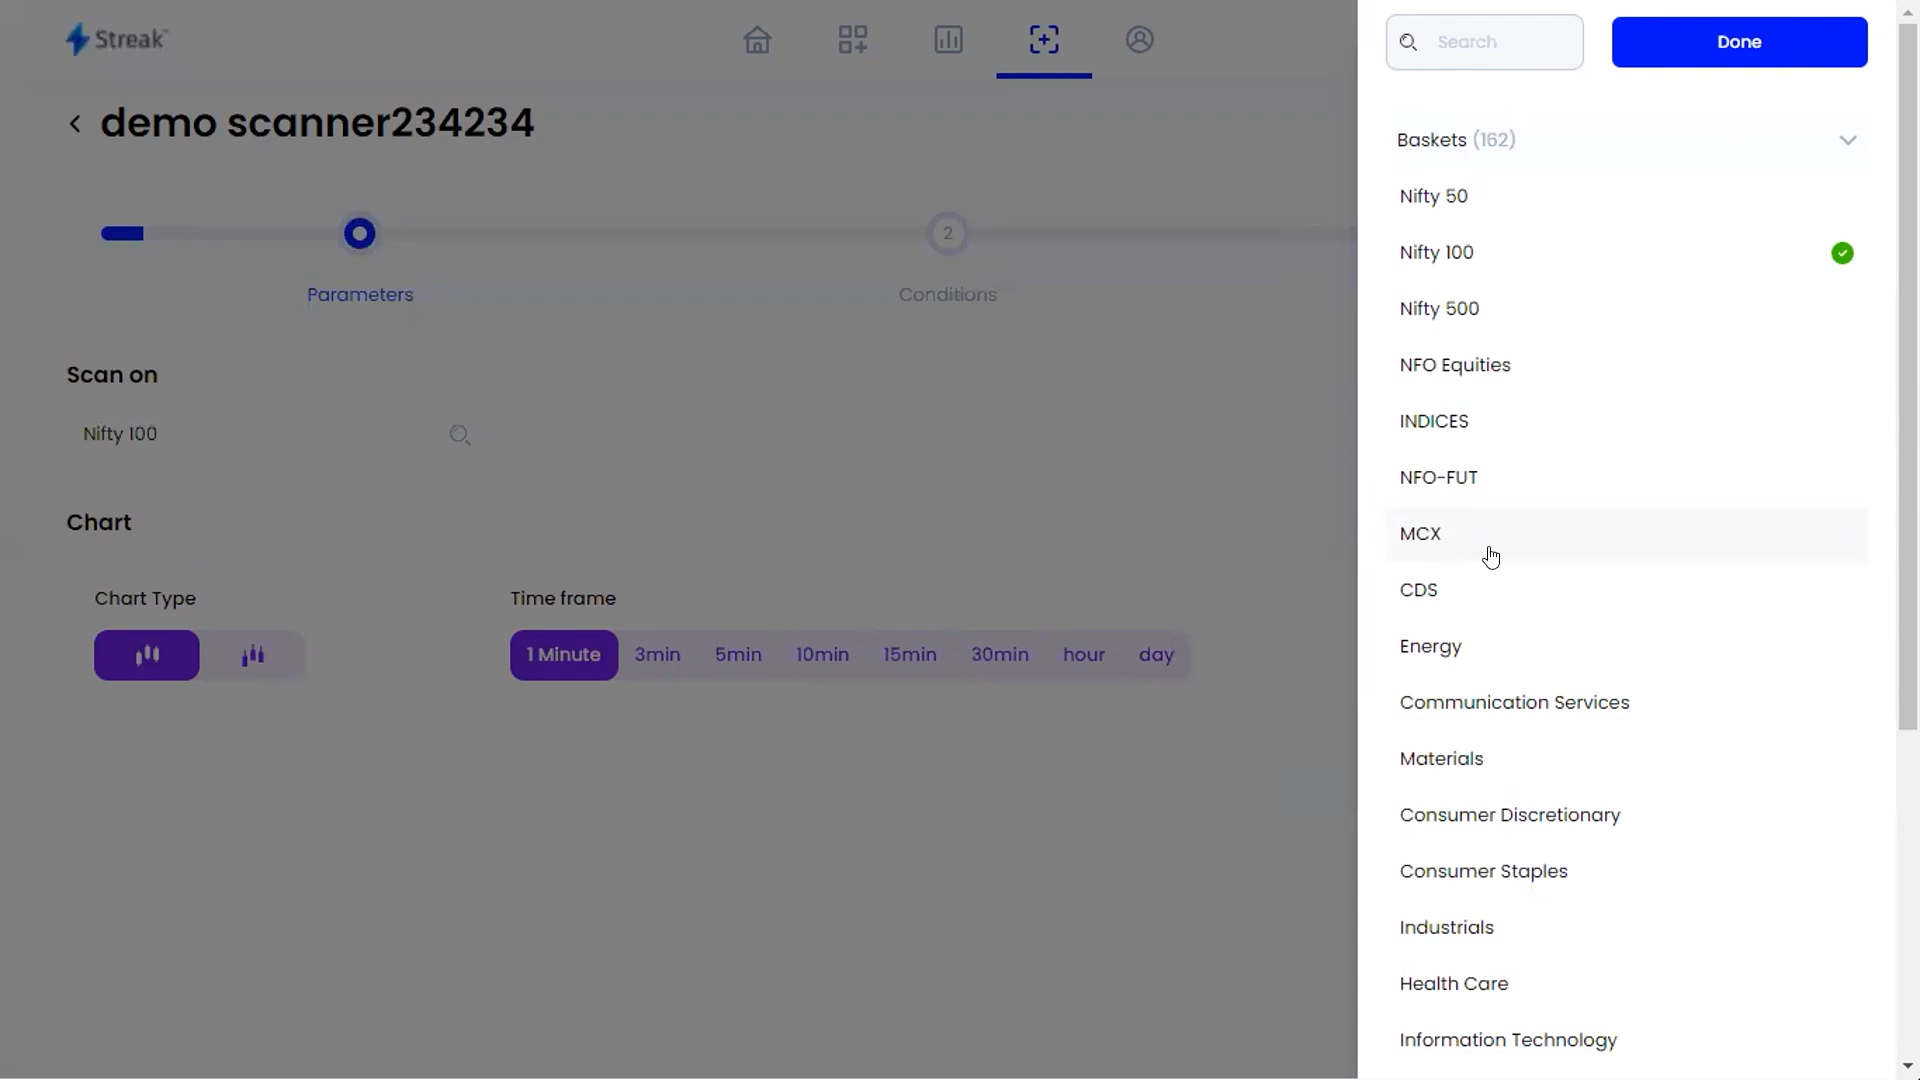 Streak™
demo scanner234234
2
Parameters
Conditions
Scan on
Nifty 100
Chart
Chart Type
Time frame
1 Minute 3min 5min 10min 15min 30min hour day
Search
Done
Baskets (162)
Nifty 50
Nifty 100
Nifty 500
NFO Equities
INDICES
NFO-FUT
MCX
CDS
Energy
Communication Services
Materials
Consumer Discretionary
Consumer Staples
Industrials
Health Care
Information Technology